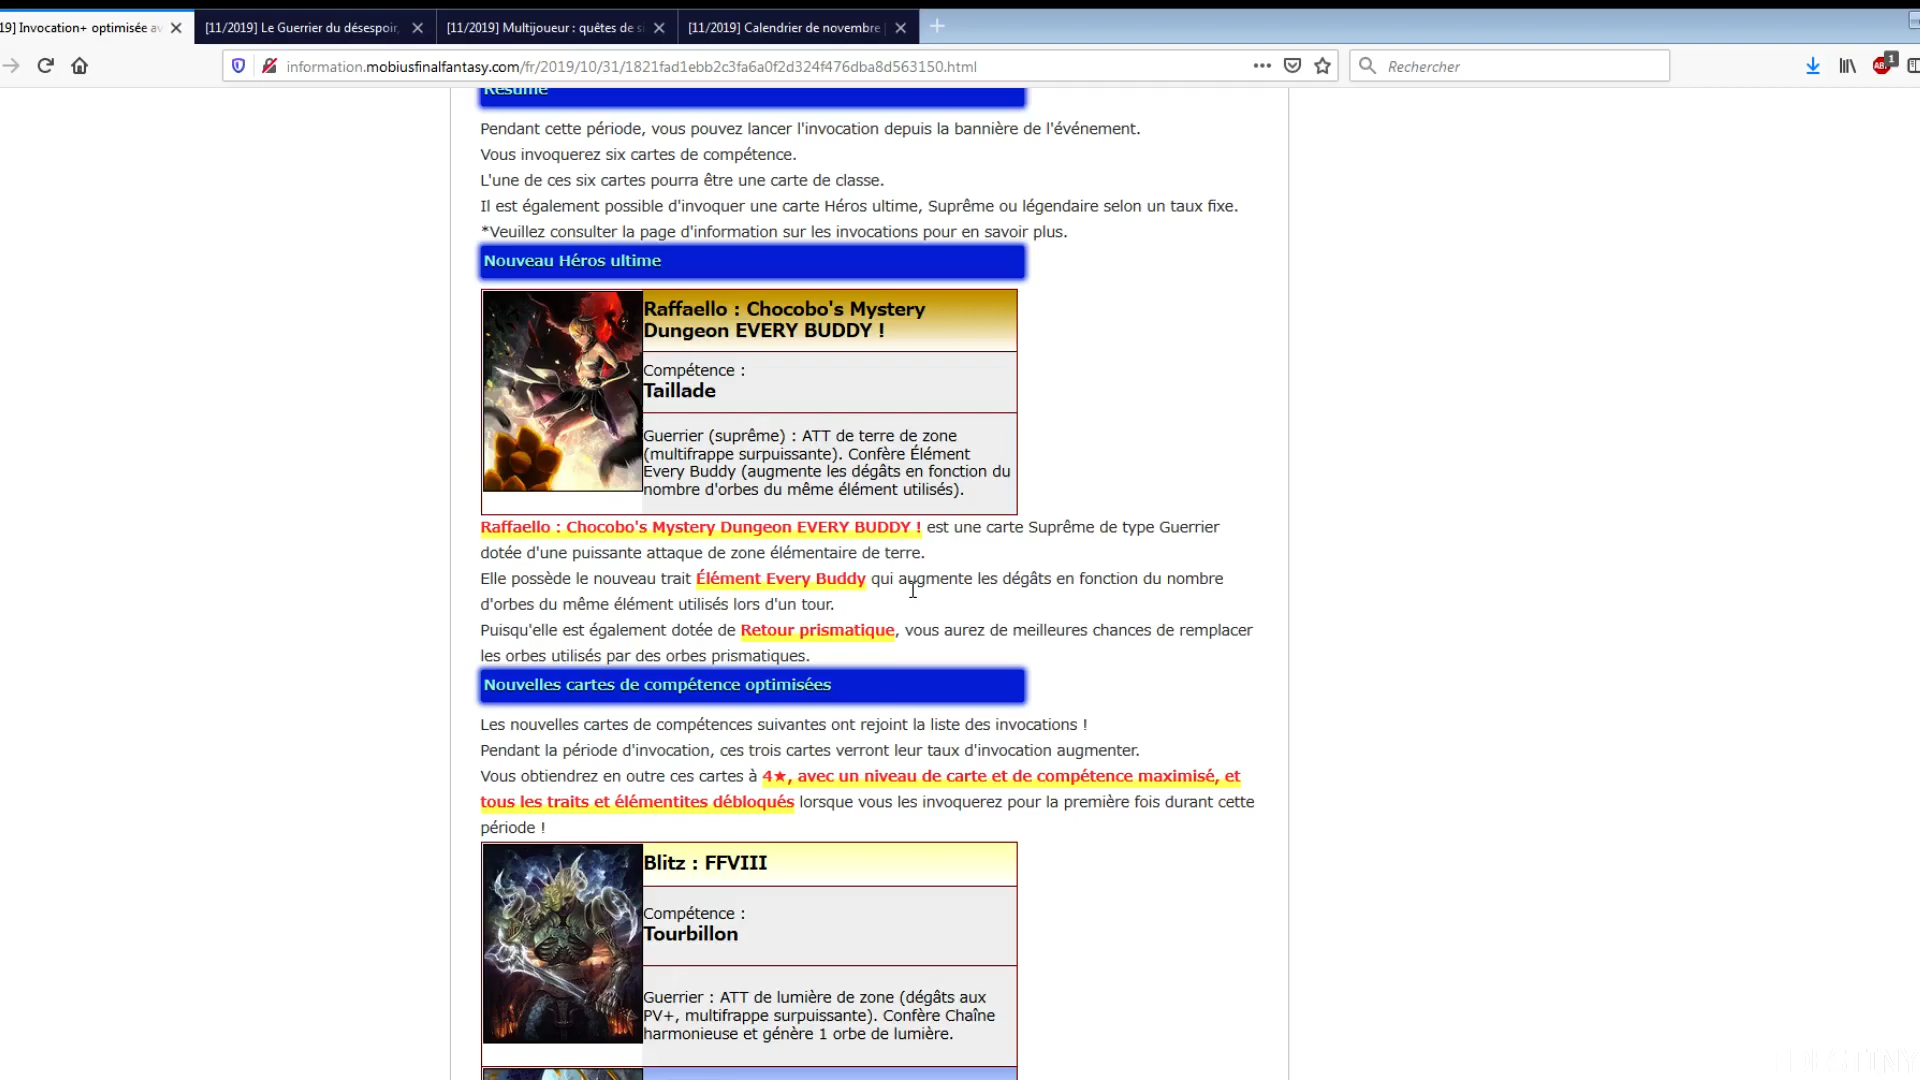 19] Invocation+ optimisée av
[11/2019] Le Guerrier du désespoir,
[11/2019] Multijoueur : quêtes de si
[11/2019] Calendrier de novembre
information.mobiusfinalfantasy.com/fr/2019/10/31/1821fad1ebb2c3fa6a0f2d324f476dba8d563150.html
Rechercher
1
Résumé
Pendant cette période, vous pouvez lancer l'invocation depuis la bannière de l'événement.
Vous invoquerez six cartes de compétence.
L'une de ces six cartes pourra être une carte de classe.
Il est également possible d'invoquer une carte Héros ultime, Suprême ou légendaire selon un taux fixe.
*Veuillez consulter la page d'information sur les invocations pour en savoir plus.
Nouveau Héros ultime
Raffaello : Chocobo's Mystery
Dungeon EVERY BUDDY !
Compétence :
Taillade
Guerrier (suprême) : ATT de terre de zone
(multifrappe surpuissante). Confère Élément
Every Buddy (augmente les dégâts en fonction du
nombre d'orbes du même élément utilisés).
Raffaello : Chocobo's Mystery Dungeon EVERY BUDDY ! est une carte Suprême de type Guerrier
dotée d'une puissante attaque de zone élémentaire de terre.
Elle possède le nouveau trait Élément Every Buddy qui augmente les dégâts en fonction du nombre
d'orbes du même élément utilisés lors d'un tour.
Puisqu'elle est également dotée de Retour prismatique, vous aurez de meilleures chances de remplacer
les orbes utilisés par des orbes prismatiques.
Nouvelles cartes de compétence optimisées
Les nouvelles cartes de compétences suivantes ont rejoint la liste des invocations !
Pendant la période d'invocation, ces trois cartes verront leur taux d'invocation augmenter.
Vous obtiendrez en outre ces cartes à 4★, avec un niveau de carte et de compétence maximisé, et
tous les traits et élémentites débloqués lorsque vous les invoquerez pour la première fois durant cette
période !
Blitz : FFVIII
Compétence :
Tourbillon
Guerrier : ATT de lumière de zone (dégâts aux
PV+, multifrappe surpuissante). Confère Chaîne
harmonieuse et génère 1 orbe de lumière.